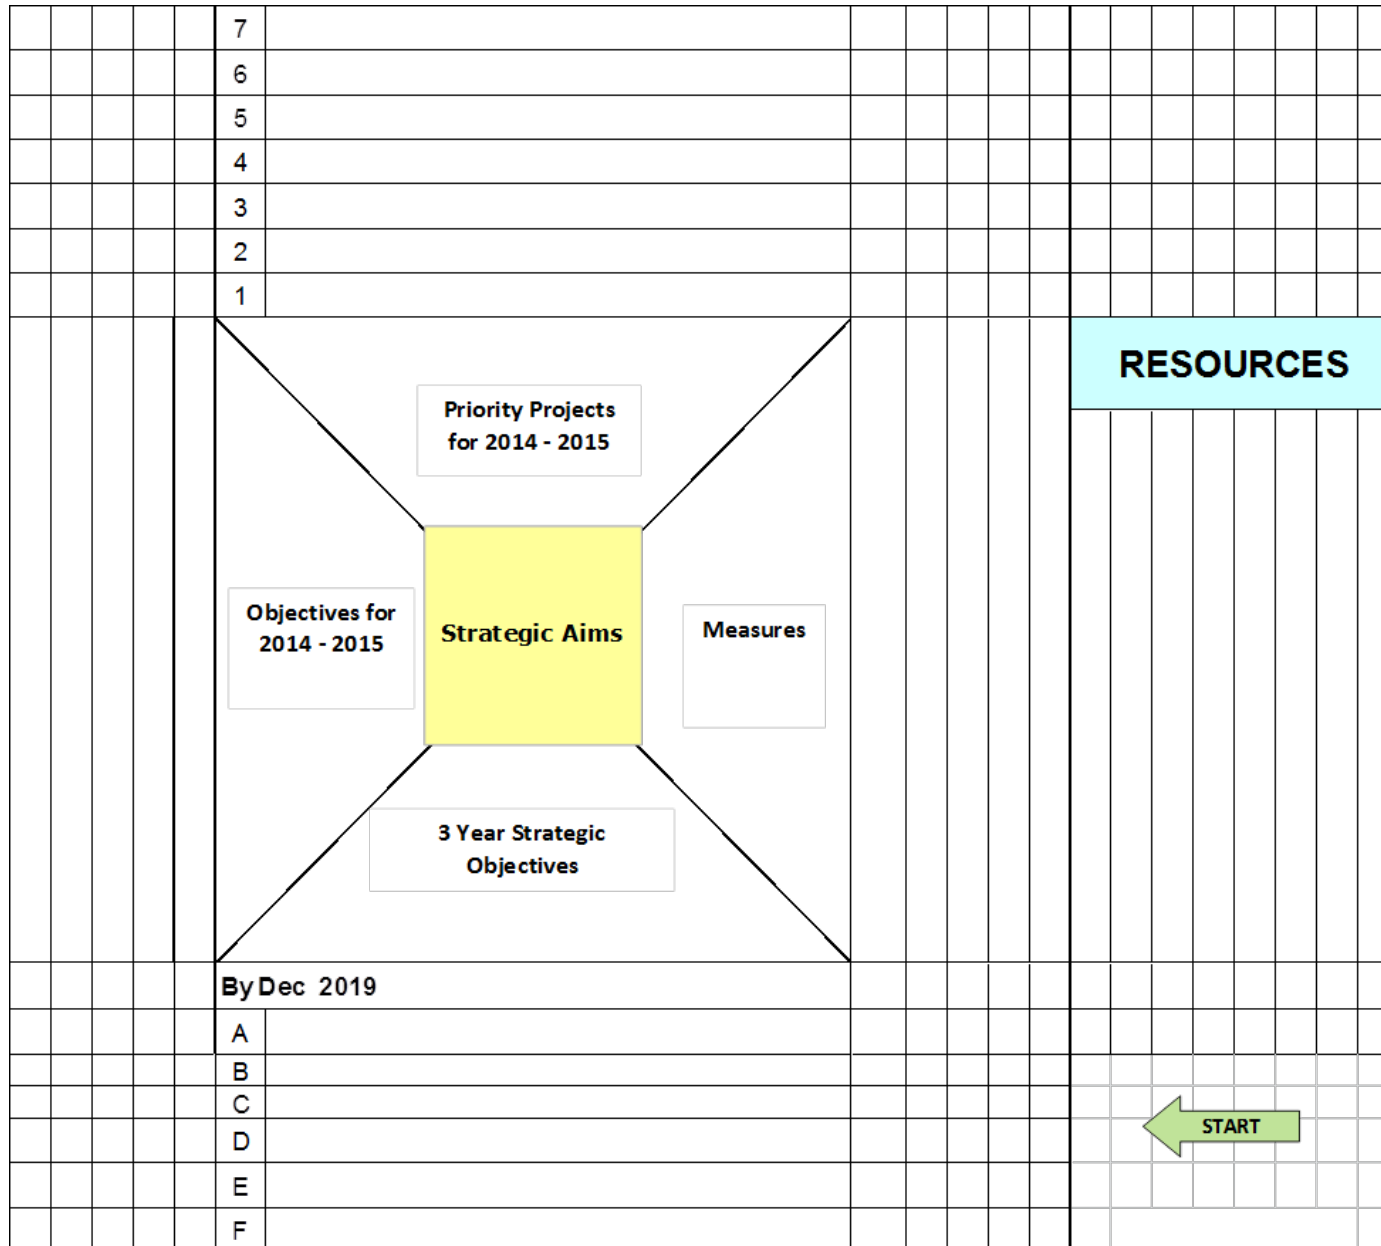 7
6
5
4
3
2
1
RESOURCES
Priority Projects
for 2014 - 2015
Objectives for
2014 - 2015
Strategic Aims
Measures
3 Year Strategic
Objectives
By Dec 2019
A
B
C
D
START
E
F